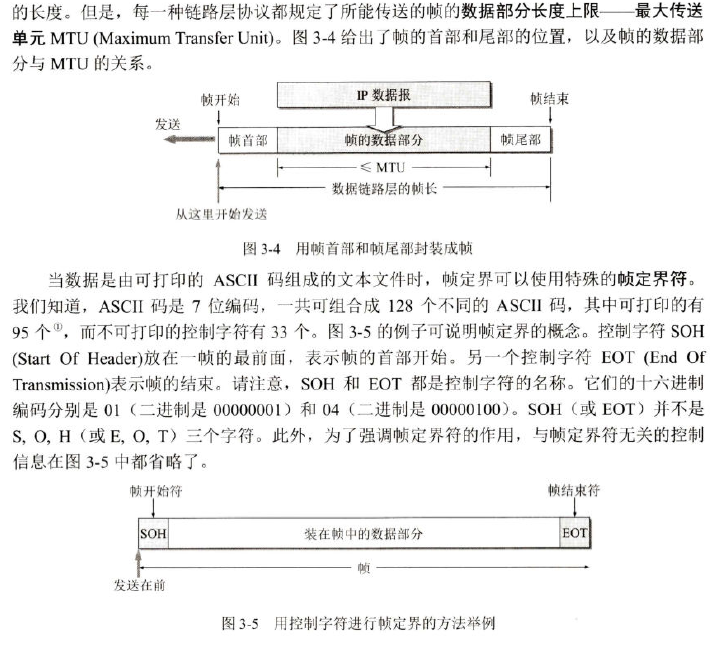 的长度。但是，每一种链路层协议都规定了所能传送的帧的数据部分长度上限——最大传送
单元 MTU (Maximum Transfer Unit)。图 3-4 给出了帧的首部和尾部的位置，以及帧的数据部
分与 MTU 的关系。
IP 数据报
帧开始
帧结束
发送
帧首部
帧的数据部分
帧尾部
≤ MTU
数据链路层的帧长
从这里开始发送
图 3-4 用帧首部和帧尾部封装成帧
当数据是由可打印的 ASCII 码组成的文本文件时，帧定界可以使用特殊的帧定界符。
我们知道，ASCII 码是 7 位编码，一共可组合成 128 个不同的 ASCII 码，其中可打印的有
95 个①，而不可打印的控制字符有 33 个。图 3-5 的例子可说明帧定界的概念。控制字符 SOH
(Start Of Header)放在一帧的最前面，表示帧的首部开始。另一个控制字符 EOT (End Of
Transmission)表示帧的结束。请注意，SOH 和 EOT 都是控制字符的名称。它们的十六进制
编码分别是 01（二进制是 00000001）和 04（二进制是 00000100）。SOH（或 EOT）并不是
S, O, H（或 E, O, T）三个字符。此外，为了强调帧定界符的作用，与帧定界符无关的控制
信息在图 3-5 中都省略了。
帧开始符
帧结束符
SOH
装在帧中的数据部分
EOT
帧
发送在前
图 3-5 用控制字符进行帧定界的方法举例